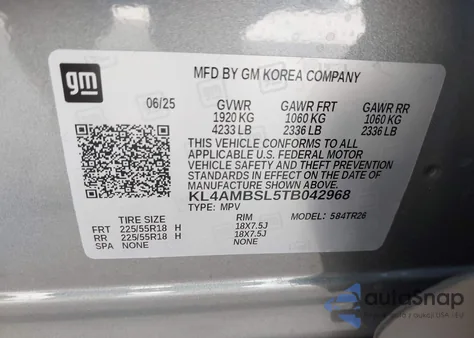 gm
MFD BY GM KOREA COMPANY
06/25 GVWR GAWR FRT GAWR RR
1920 KG 1060 KG 1060 KG
4233 LB 2336 LB 2336 LB
THIS VEHICLE CONFORMS TO ALL
APPLICABLE U.S. FEDERAL MOTOR
VEHICLE SAFETY AND THEFT PREVENTION
STANDARDS IN EFFECT ON THE DATE OF
MANUFACTURE SHOWN ABOVE
KL4AMBSL5TB042968
TYPE: MPV MODEL: 584TR26
TIRE SIZE RIM
FRT 225/55R18 H 18X7.5J
RR 225/55R18 H 18X7.5J
SPA NONE NONE
autoSnap